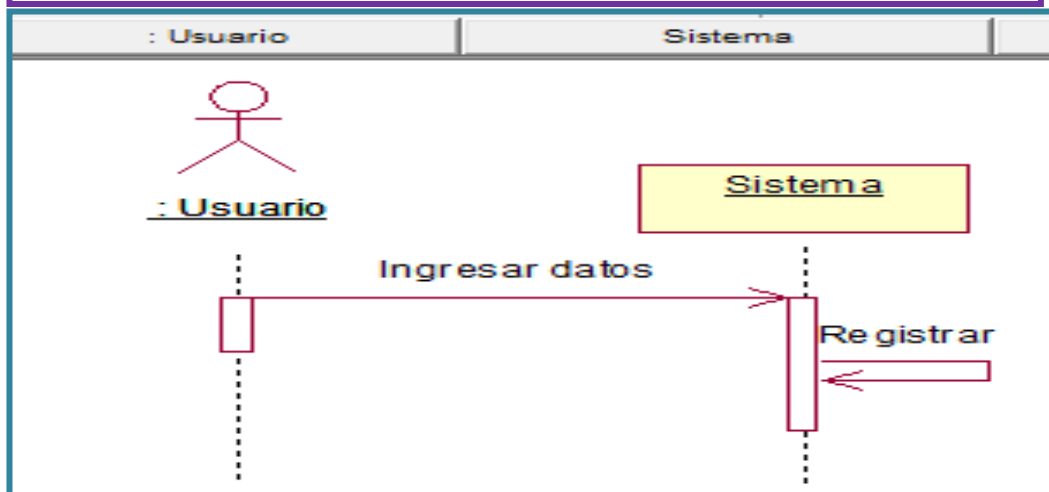 : Usuario
Sistema
Sistema
: Usuario
Ingresar datos
Registrar